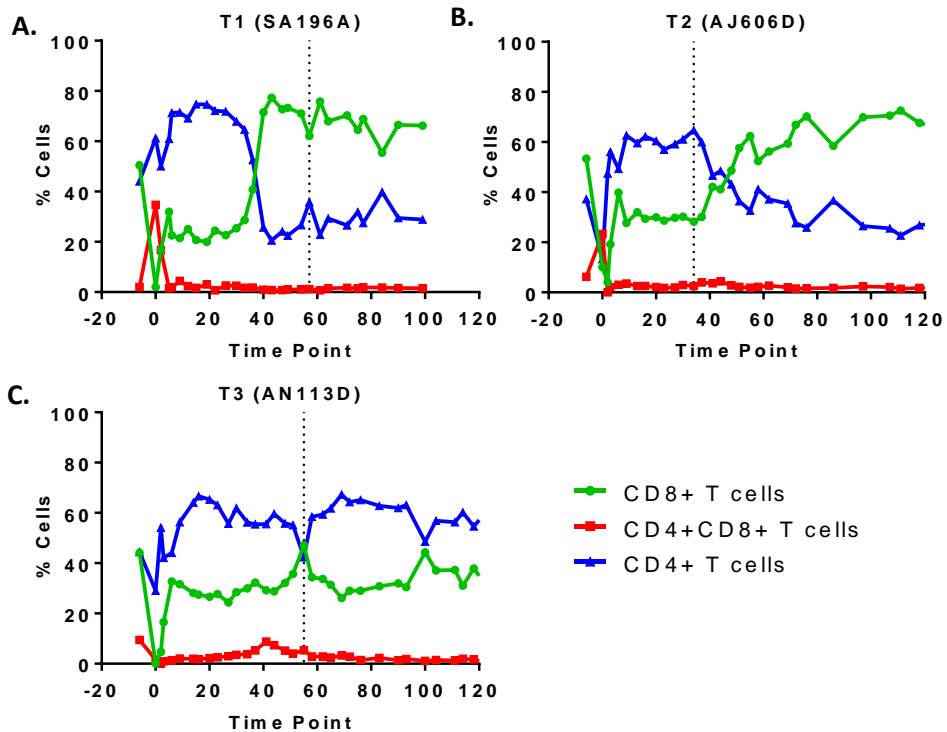 A.
T1 (SA196A)
100
80
60
40
20
0
% Cells
-20 0 20 40 60 80 100 120
Time Point
B.
T2 (AJ606D)
100
80
60
40
20
0
% Cells
-20 0 20 40 60 80 100 120
Time Point
C.
T3 (AN113D)
100
80
60
40
20
0
% Cells
-20 0 20 40 60 80 100 120
Time Point
CD8+ T cells
CD4+CD8+ T cells
CD4+ T cells